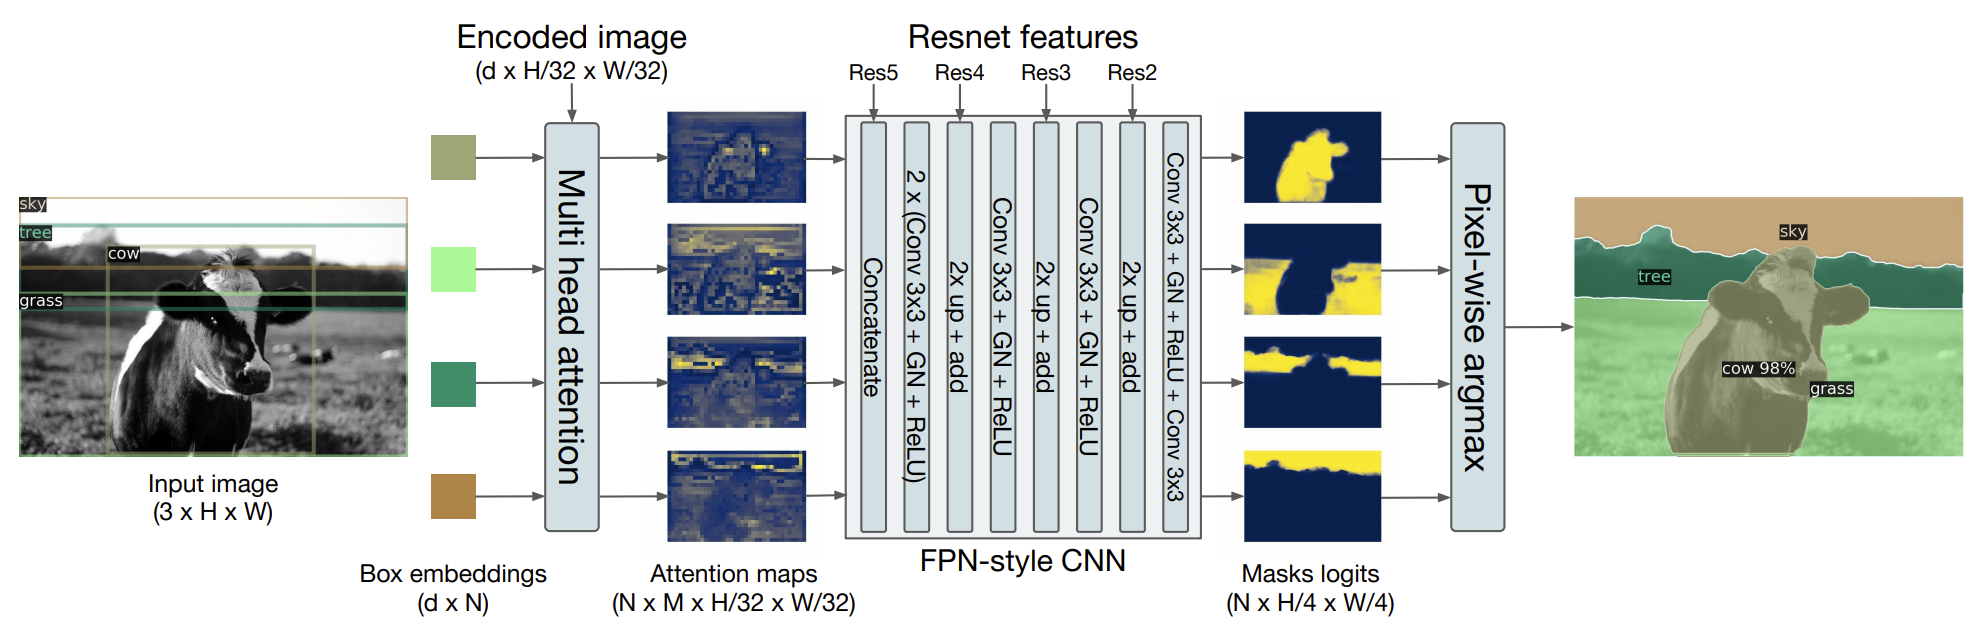 Encoded image
(d x H/32 x W/32)
Resnet features
Res5
Res4
Res3
Res2
sky
tree
cow
grass
Input image
(3 x H x W)
Box embeddings
(d x N)
Multi head attention
Attention maps
(N x M x H/32 x W/32)
Concatenate
2 x (Conv 3x3 + GN + ReLU)
2x up + add
Conv 3x3 + GN + ReLU
2x up + add
Conv 3x3 + GN + ReLU
2x up + add
Conv 3x3 + GN + ReLU + Conv 3x3
FPN-style CNN
Masks logits
(N x H/4 x W/4)
Pixel-wise argmax
sky
tree
cow 98%
grass